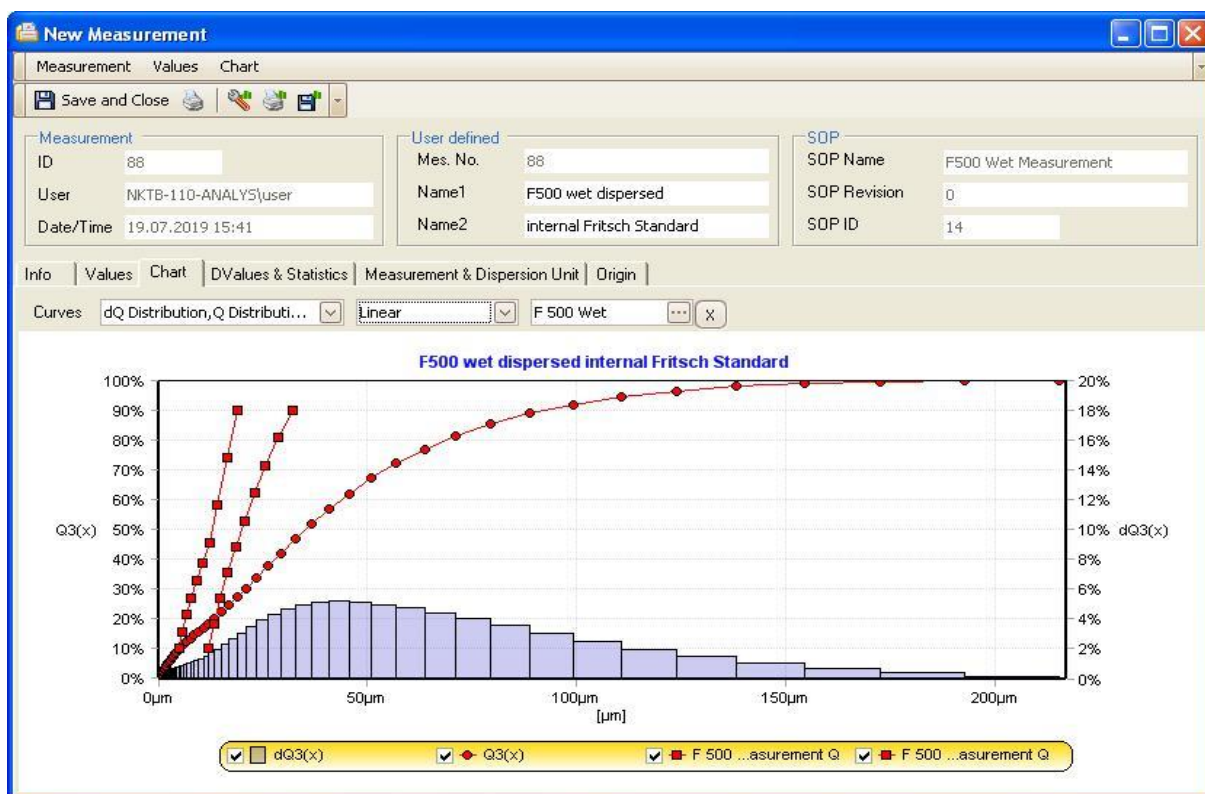 New Measurement
Measurement Values Chart
Save and Close
Measurement
ID 88
User NKTB-110-ANALYS\user
Date/Time 19.07.2019 15:41
User defined
Mes. No. 88
Name1 F500 wet dispersed
Name2 internal Fritsch Standard
SOP
SOP Name F500 Wet Measurement
SOP Revision 0
SOP ID 14
Info Values Chart DValues & Statistics Measurement & Dispersion Unit Origin
Curves dQ Distribution,Q Distributi... Linear F 500 Wet ... X
F500 wet dispersed internal Fritsch Standard
100% 20%
90% 18%
80% 16%
70% 14%
60% 12%
Q3(x) 50% 10% dQ3(x)
40% 8%
30% 6%
20% 4%
10% 2%
0% 0%
0µm 50µm 100µm 150µm 200µm
[µm]
dQ3(x) Q3(x) F 500 ...asurement Q F 500 ...asurement Q